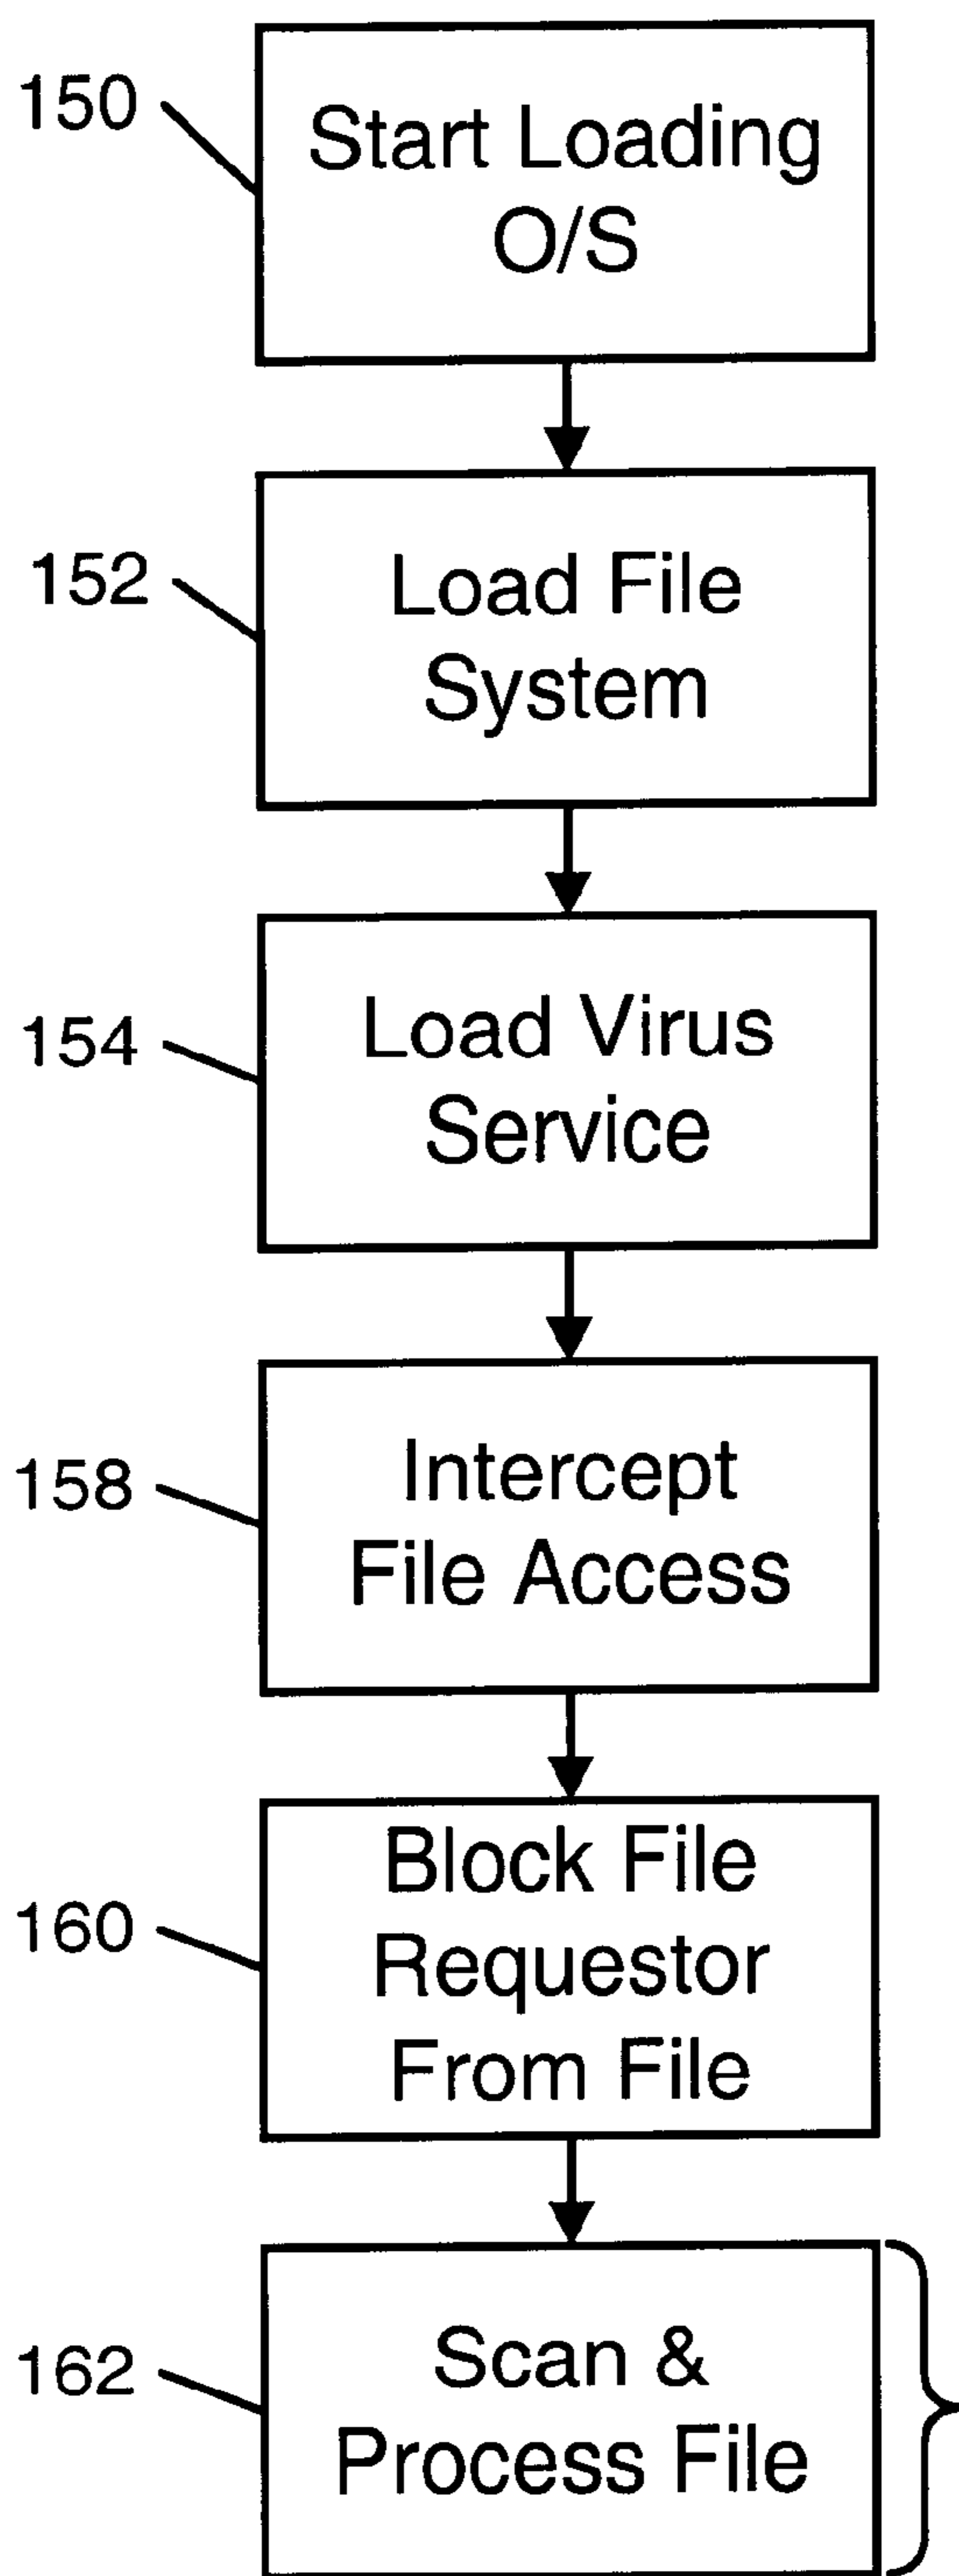 150
Start Loading
O/S
152
Load File
System
154
Load Virus
Service
158
Intercept
File Access
160
Block File
Requestor
From File
162
Scan &
Process File